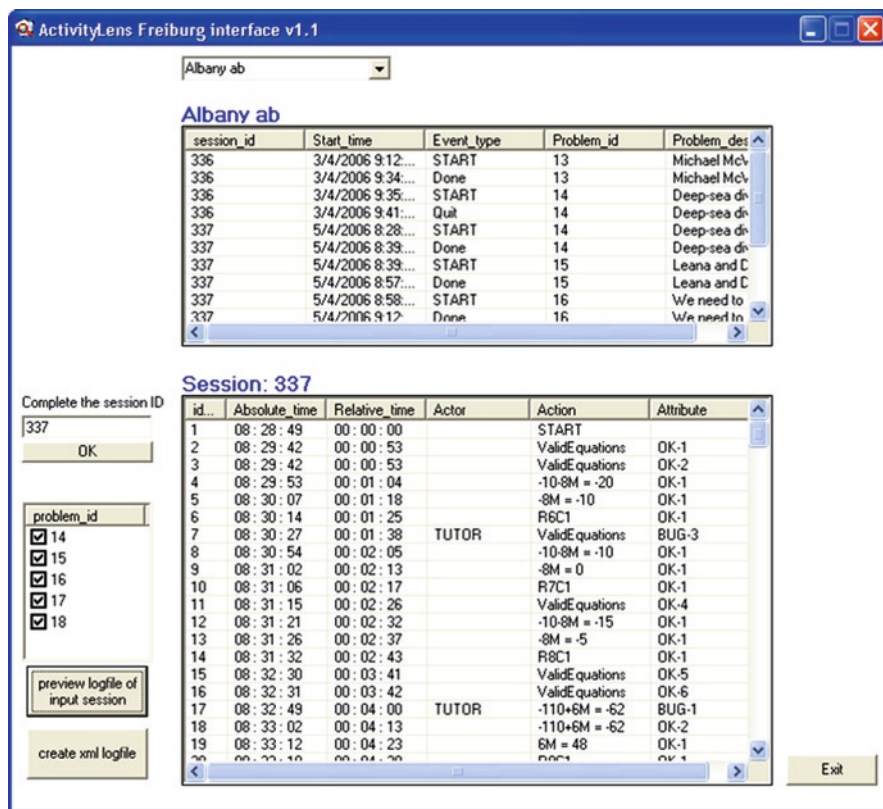 ActivityLens Freiburg interface v1.1
Albany ab
Albany ab
session_id Start_time Event_type Problem_id Problem_des
336 3/4/2006 9:12:... START 13 Michael McV
336 3/4/2006 9:34:... Done 13 Michael McV
336 3/4/2006 9:35:... START 14 Deep-sea div
336 3/4/2006 9:41:... Quit 14 Deep-sea div
337 5/4/2006 8:28:... START 14 Deep-sea div
337 5/4/2006 8:39:... Done 14 Deep-sea div
337 5/4/2006 8:39:... START 15 Leana and D
337 5/4/2006 8:57:... Done 15 Leana and D
337 5/4/2006 8:58:... START 16 We need to
337 5/4/2006 9:12: Done 16 We need to
Complete the session ID
337
OK
problem_id
14
15
16
17
18
preview logfile of
input session
create xml logfile
Session: 337
id... Absolute_time Relative_time Actor Action Attribute
1 08 : 28 : 49 00 : 00 : 00 START
2 08 : 29 : 42 00 : 00 : 53 ValidEquations OK-1
3 08 : 29 : 42 00 : 00 : 53 ValidEquations OK-2
4 08 : 29 : 53 00 : 01 : 04 -10-8M = -20 OK-1
5 08 : 30 : 07 00 : 01 : 18 -8M = -10 OK-1
6 08 : 30 : 14 00 : 01 : 25 R6C1 OK-1
7 08 : 30 : 27 00 : 01 : 38 TUTOR ValidEquations BUG-3
8 08 : 30 : 54 00 : 02 : 05 -10-8M = -10 OK-1
9 08 : 31 : 02 00 : 02 : 13 -8M = 0 OK-1
10 08 : 31 : 06 00 : 02 : 17 R7C1 OK-1
11 08 : 31 : 15 00 : 02 : 26 ValidEquations OK-4
12 08 : 31 : 21 00 : 02 : 32 -10-8M = -15 OK-1
13 08 : 31 : 26 00 : 02 : 37 -8M = -5 OK-1
14 08 : 31 : 32 00 : 02 : 43 R8C1 OK-1
15 08 : 32 : 30 00 : 03 : 41 ValidEquations OK-5
16 08 : 32 : 31 00 : 03 : 42 ValidEquations OK-6
17 08 : 32 : 49 00 : 04 : 00 TUTOR -110+6M = -62 BUG-1
18 08 : 33 : 02 00 : 04 : 13 -110+6M = -62 OK-2
19 08 : 33 : 12 00 : 04 : 23 6M = 48 OK-1
Exit